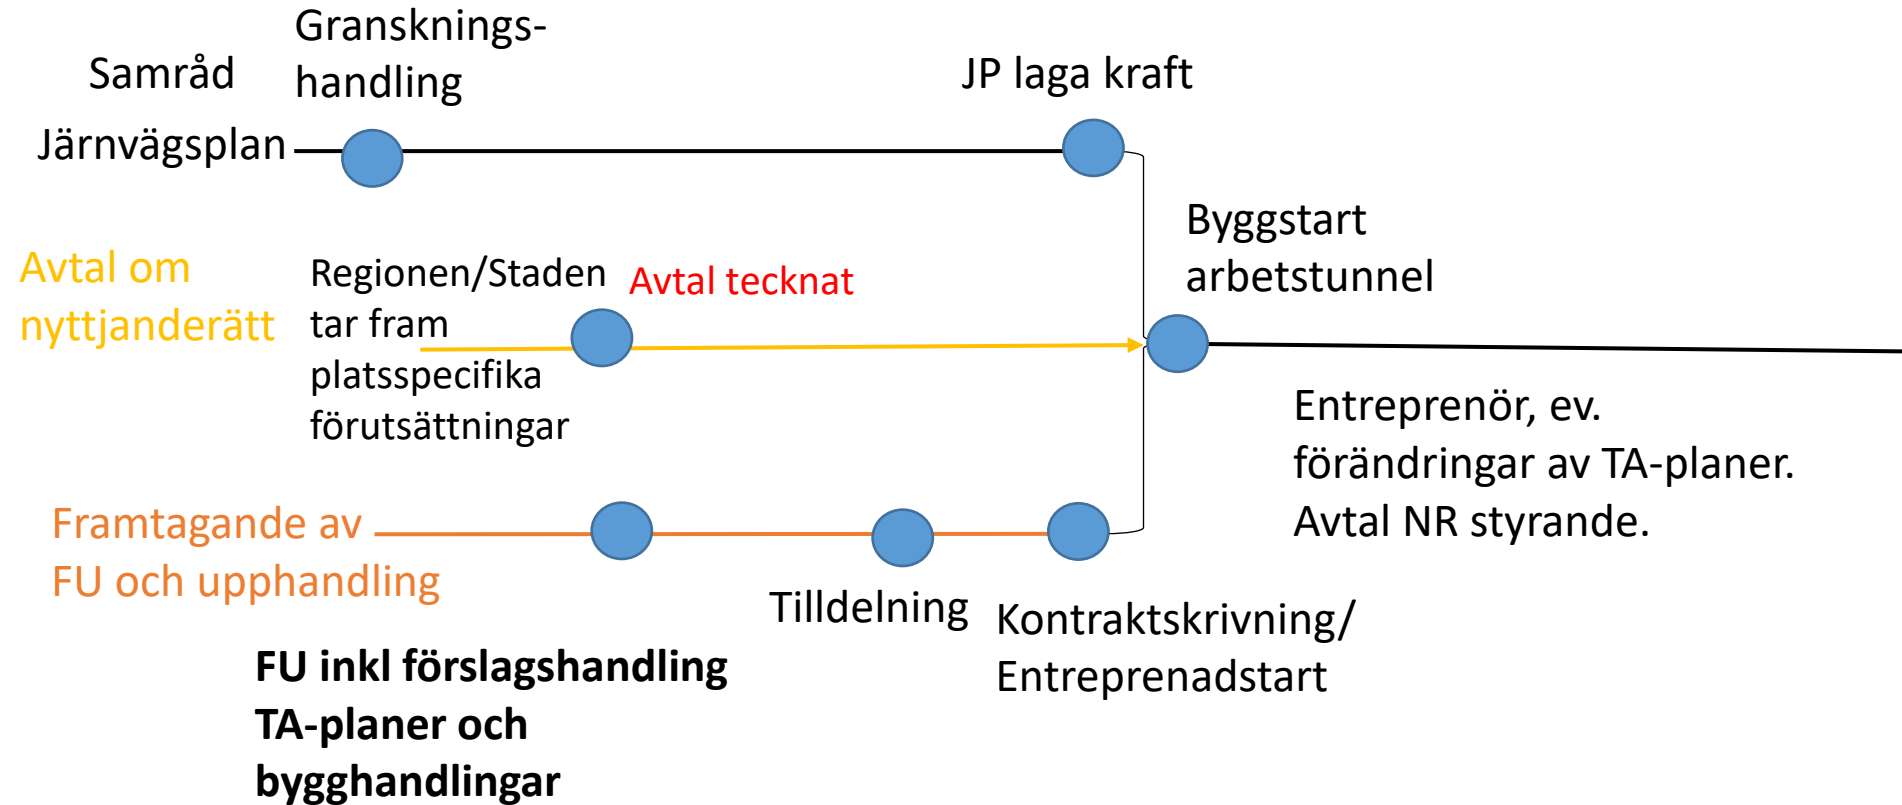 Samråd
Gransknings-
handling
JP laga kraft
Järnvägsplan
Byggstart
arbetstunnel
Avtal om
nyttjanderätt
Regionen/Staden
tar fram
platsspecifika
förutsättningar
Avtal tecknat
Entreprenör, ev.
förändringar av TA-planer.
Avtal NR styrande.
Framtagande av
FU och upphandling
Tilldelning
Kontraktskrivning/
Entreprenadstart
FU inkl förslagshandling
TA-planer och
bygghandlingar